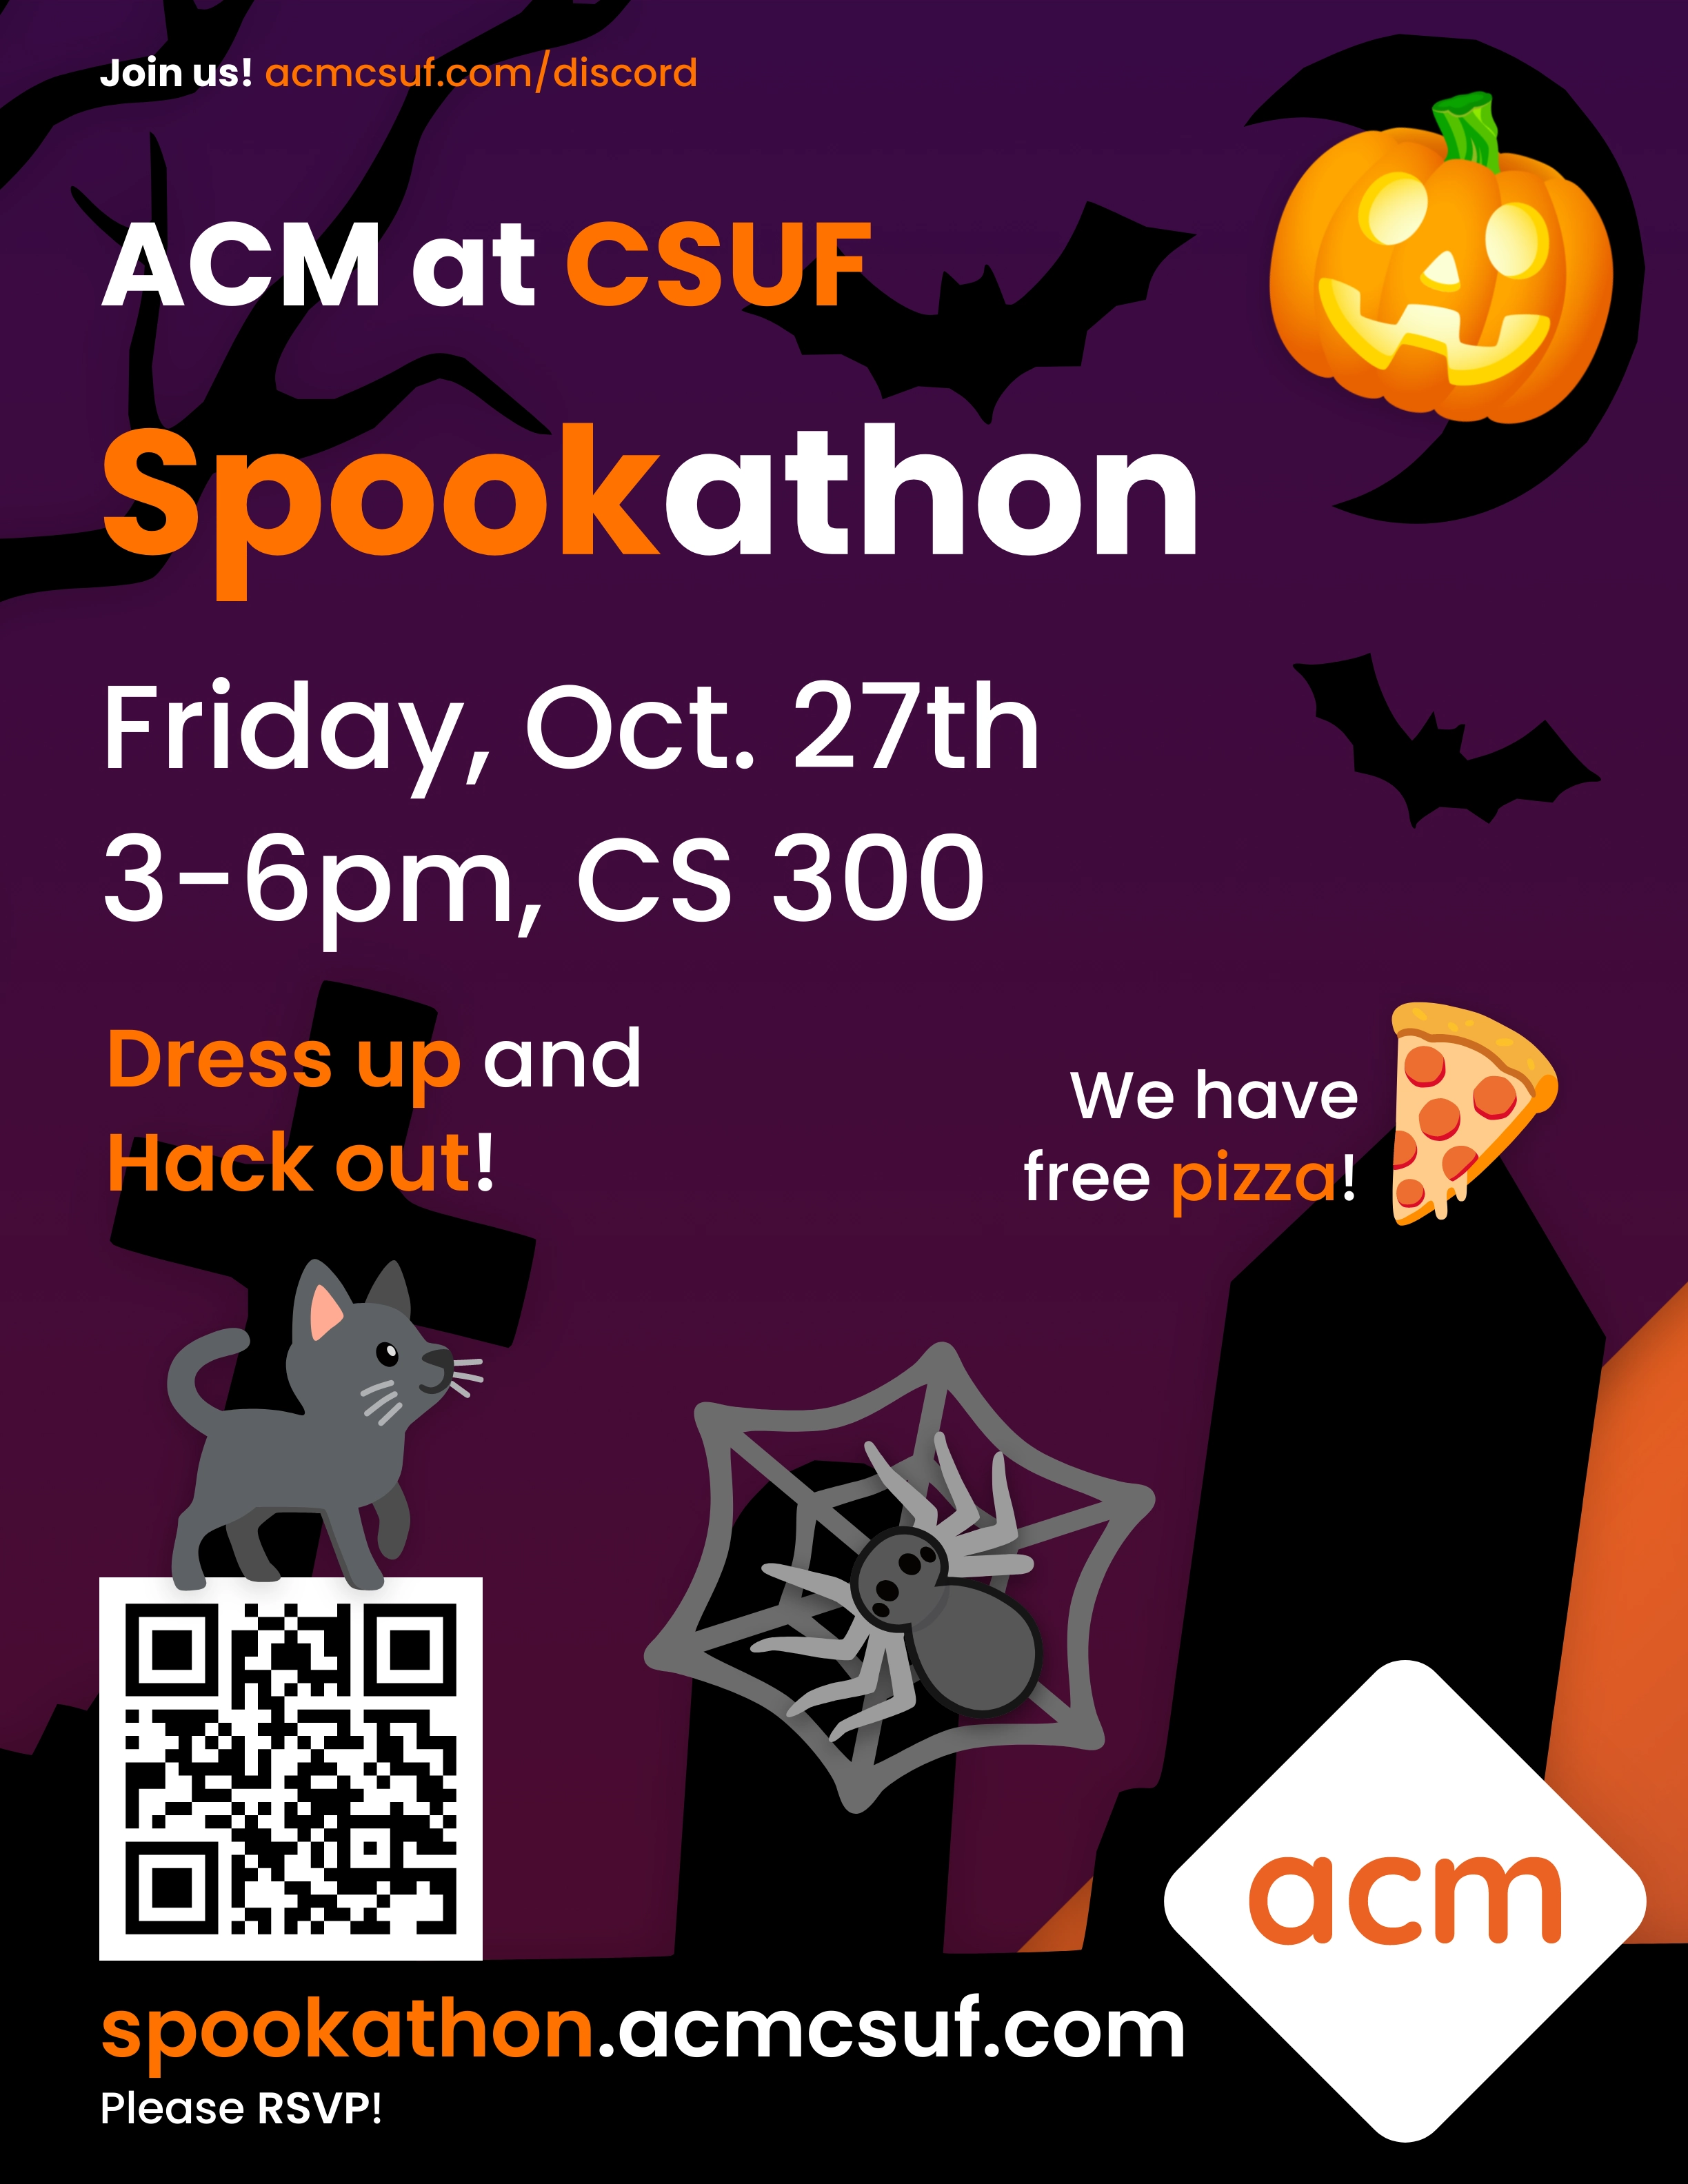 Join us! acmcsuf.com/discord
ACM at CSUF
Spookathon
Friday, Oct. 27th
3-6pm, CS 300
Dress up and
Hack out!
We have
free pizza!
acm
spookathon.acmcsuf.com
Please RSVP!